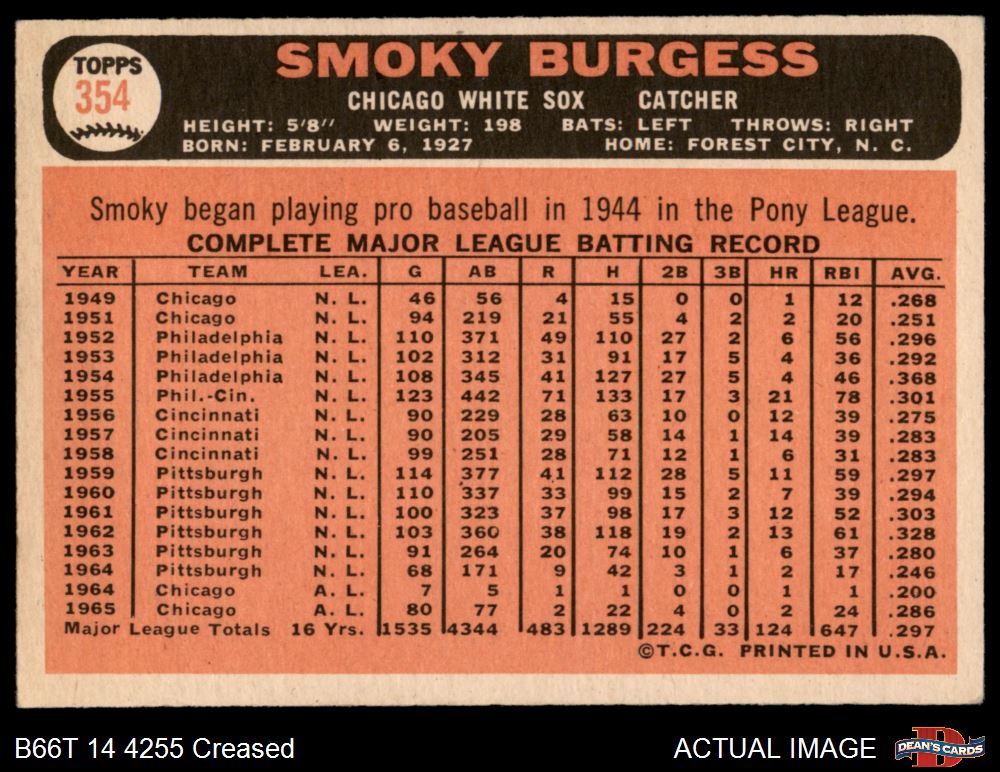 TOPPS
354
SMOKY BURGESS
CHICAGO WHITE SOX CATCHER
HEIGHT: 5'8'' WEIGHT: 198 BATS: LEFT THROWS: RIGHT
BORN: FEBRUARY 6, 1927 HOME: FOREST CITY, N. C.
Smoky began playing pro baseball in 1944 in the Pony League.
COMPLETE MAJOR LEAGUE BATTING RECORD
YEAR TEAM LEA. G AB R H 2B 3B HR RBI AVG.
1949 Chicago N. L. 46 56 4 15 0 0 1 12 .268
1951 Chicago N. L. 94 219 21 55 4 2 2 20 .251
1952 Philadelphia N. L. 110 371 49 110 27 2 6 56 .296
1953 Philadelphia N. L. 102 312 31 91 17 5 4 36 .292
1954 Philadelphia N. L. 108 345 41 127 27 5 4 46 .368
1955 Phil.-Cin. N. L. 123 442 71 133 17 3 21 78 .301
1956 Cincinnati N. L. 90 229 28 63 10 0 12 39 .275
1957 Cincinnati N. L. 90 205 29 58 14 1 14 39 .283
1958 Cincinnati N. L. 99 251 28 71 12 1 6 31 .283
1959 Pittsburgh N. L. 114 377 41 112 28 5 11 59 .297
1960 Pittsburgh N. L. 110 337 33 99 15 2 7 39 .294
1961 Pittsburgh N. L. 100 323 37 98 17 3 12 52 .303
1962 Pittsburgh N. L. 103 360 38 118 19 2 13 61 .328
1963 Pittsburgh N. L. 91 264 20 74 10 1 6 37 .280
1964 Pittsburgh N. L. 68 171 9 42 3 1 2 17 .246
1964 Chicago A. L. 7 5 1 1 0 0 1 1 .200
1965 Chicago A. L. 80 77 2 22 4 0 2 24 .286
Major League Totals 16 Yrs. 1535 4344 483 1289 224 33 124 647 .297
©T.C.G. PRINTED IN U.S.A.
B66T 14 4255 Creased
ACTUAL IMAGE
D
DEAN'S CARDS